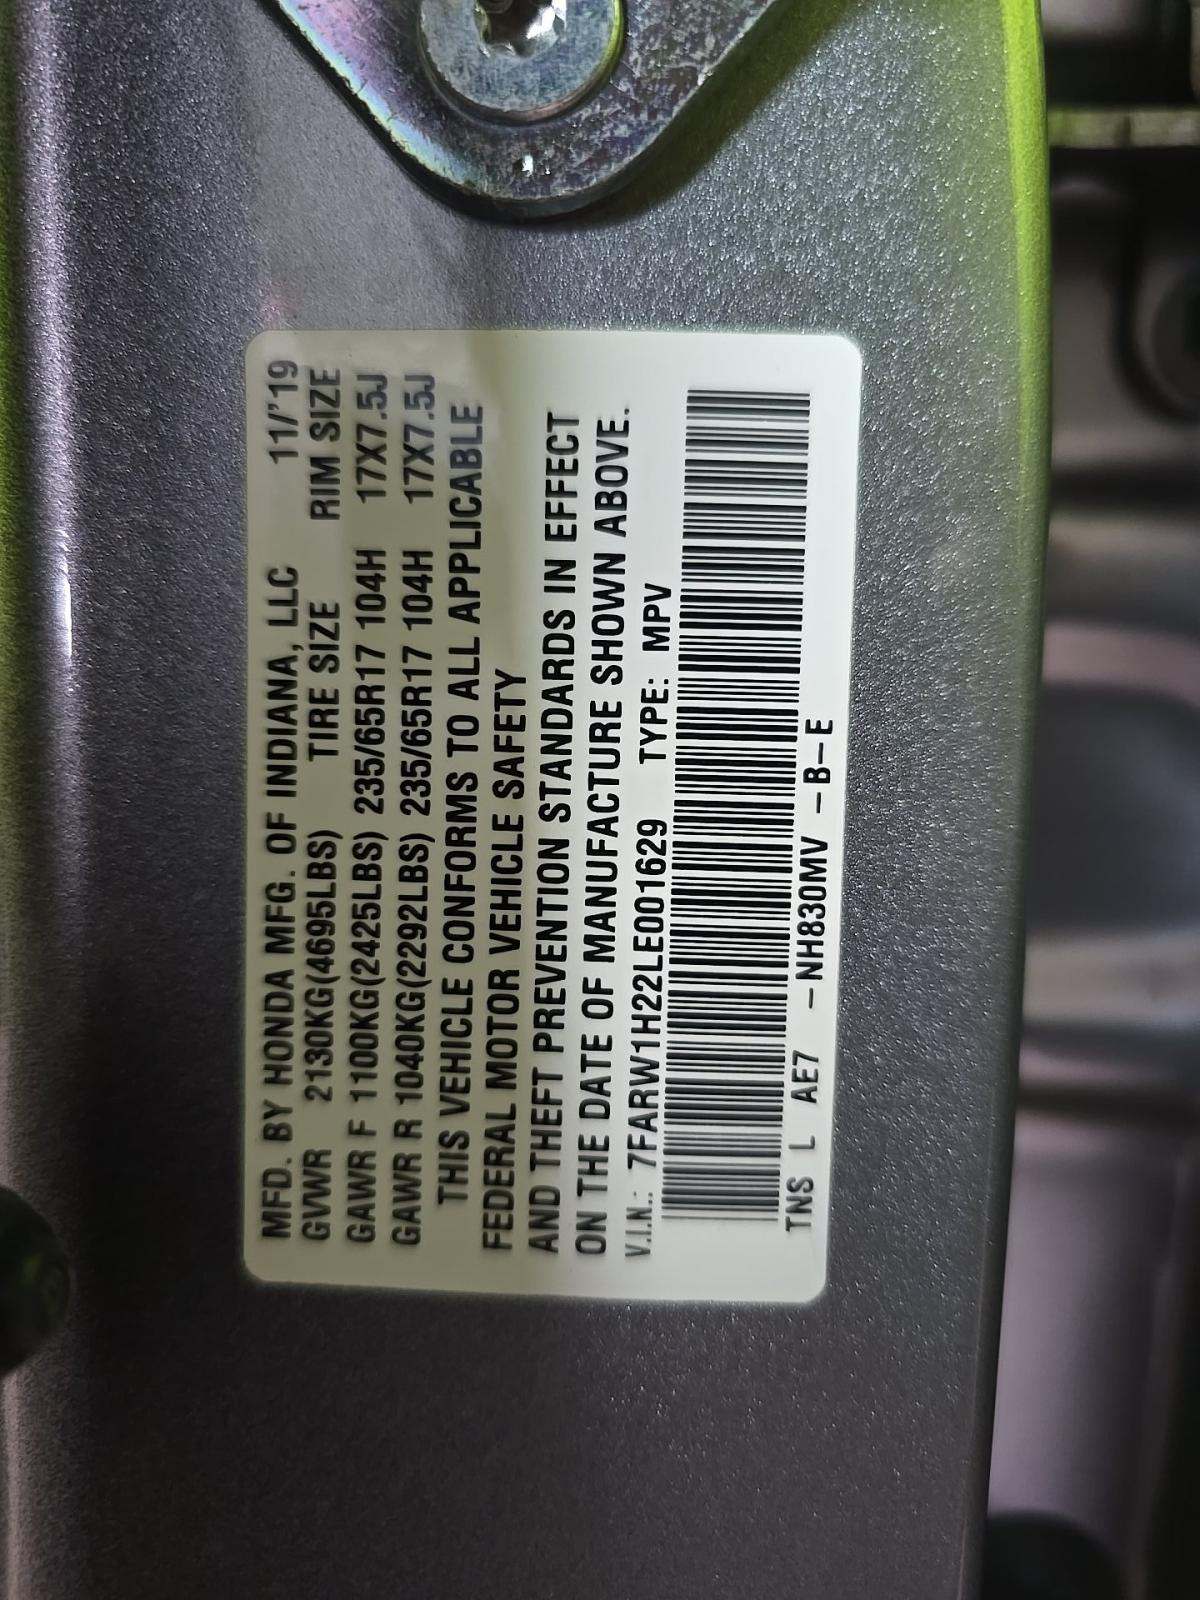 MFD. BY HONDA MFG. OF INDIANA, LLC 11/'19
GVWR 2130KG(4695LBS) TIRE SIZE RIM SIZE
GAWR F 1100KG(2425LBS) 235/65R17 104H 17X7.5J
GAWR R 1040KG(2292LBS) 235/65R17 104H 17X7.5J
THIS VEHICLE CONFORMS TO ALL APPLICABLE
FEDERAL MOTOR VEHICLE SAFETY
AND THEFT PREVENTION STANDARDS IN EFFECT
ON THE DATE OF MANUFACTURE SHOWN ABOVE.
V.I.N.: 7FARW1H22LE001629 TYPE: MPV
TNS L AE7 -NH830MV -B-E